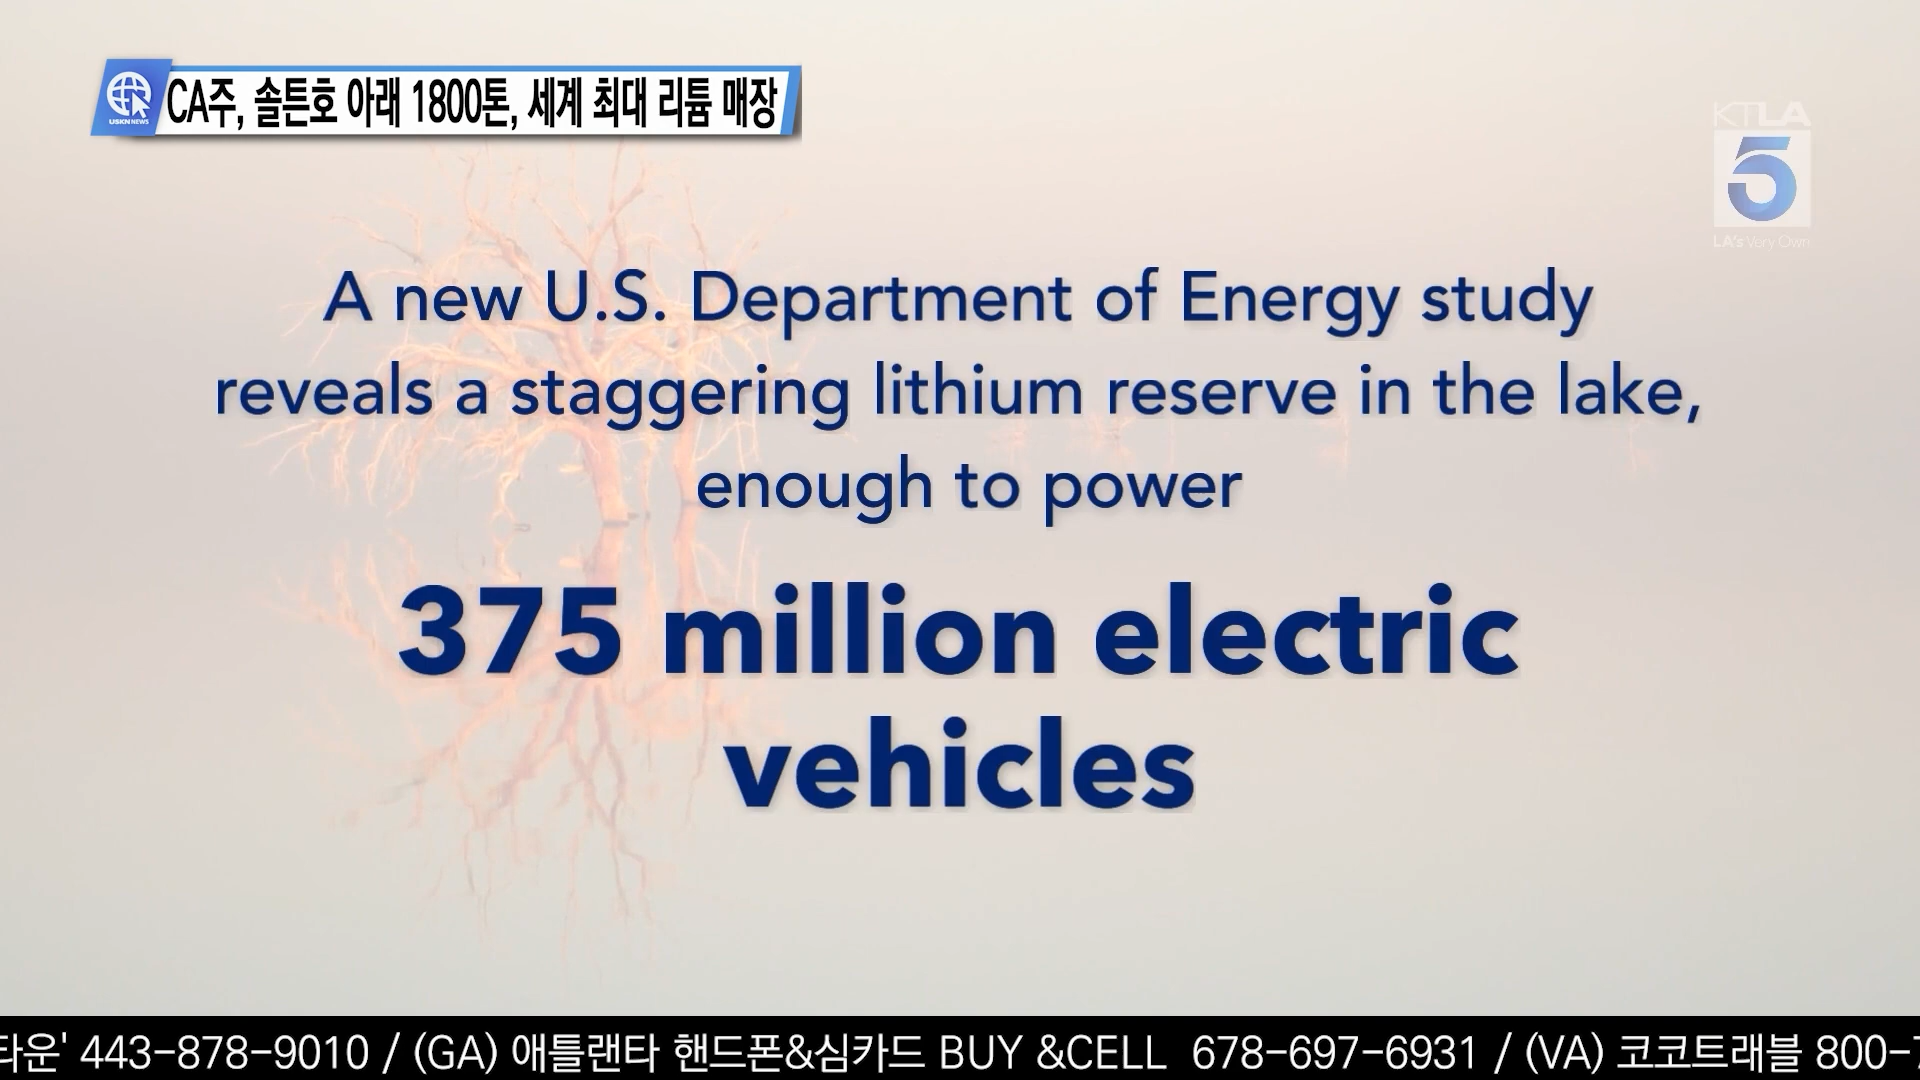 CA주, 솔튼호 아래 1800톤, 세계 최대 리튬 매장
USKN NEWS
KTLA
5
LA's Very Own
A new U.S. Department of Energy study
reveals a staggering lithium reserve in the lake,
enough to power
375 million electric
vehicles
타운' 443-878-9010 / (GA) 애틀랜타 핸드폰&심카드 BUY &CELL 678-697-6931 / (VA) 코코트래블 800-7